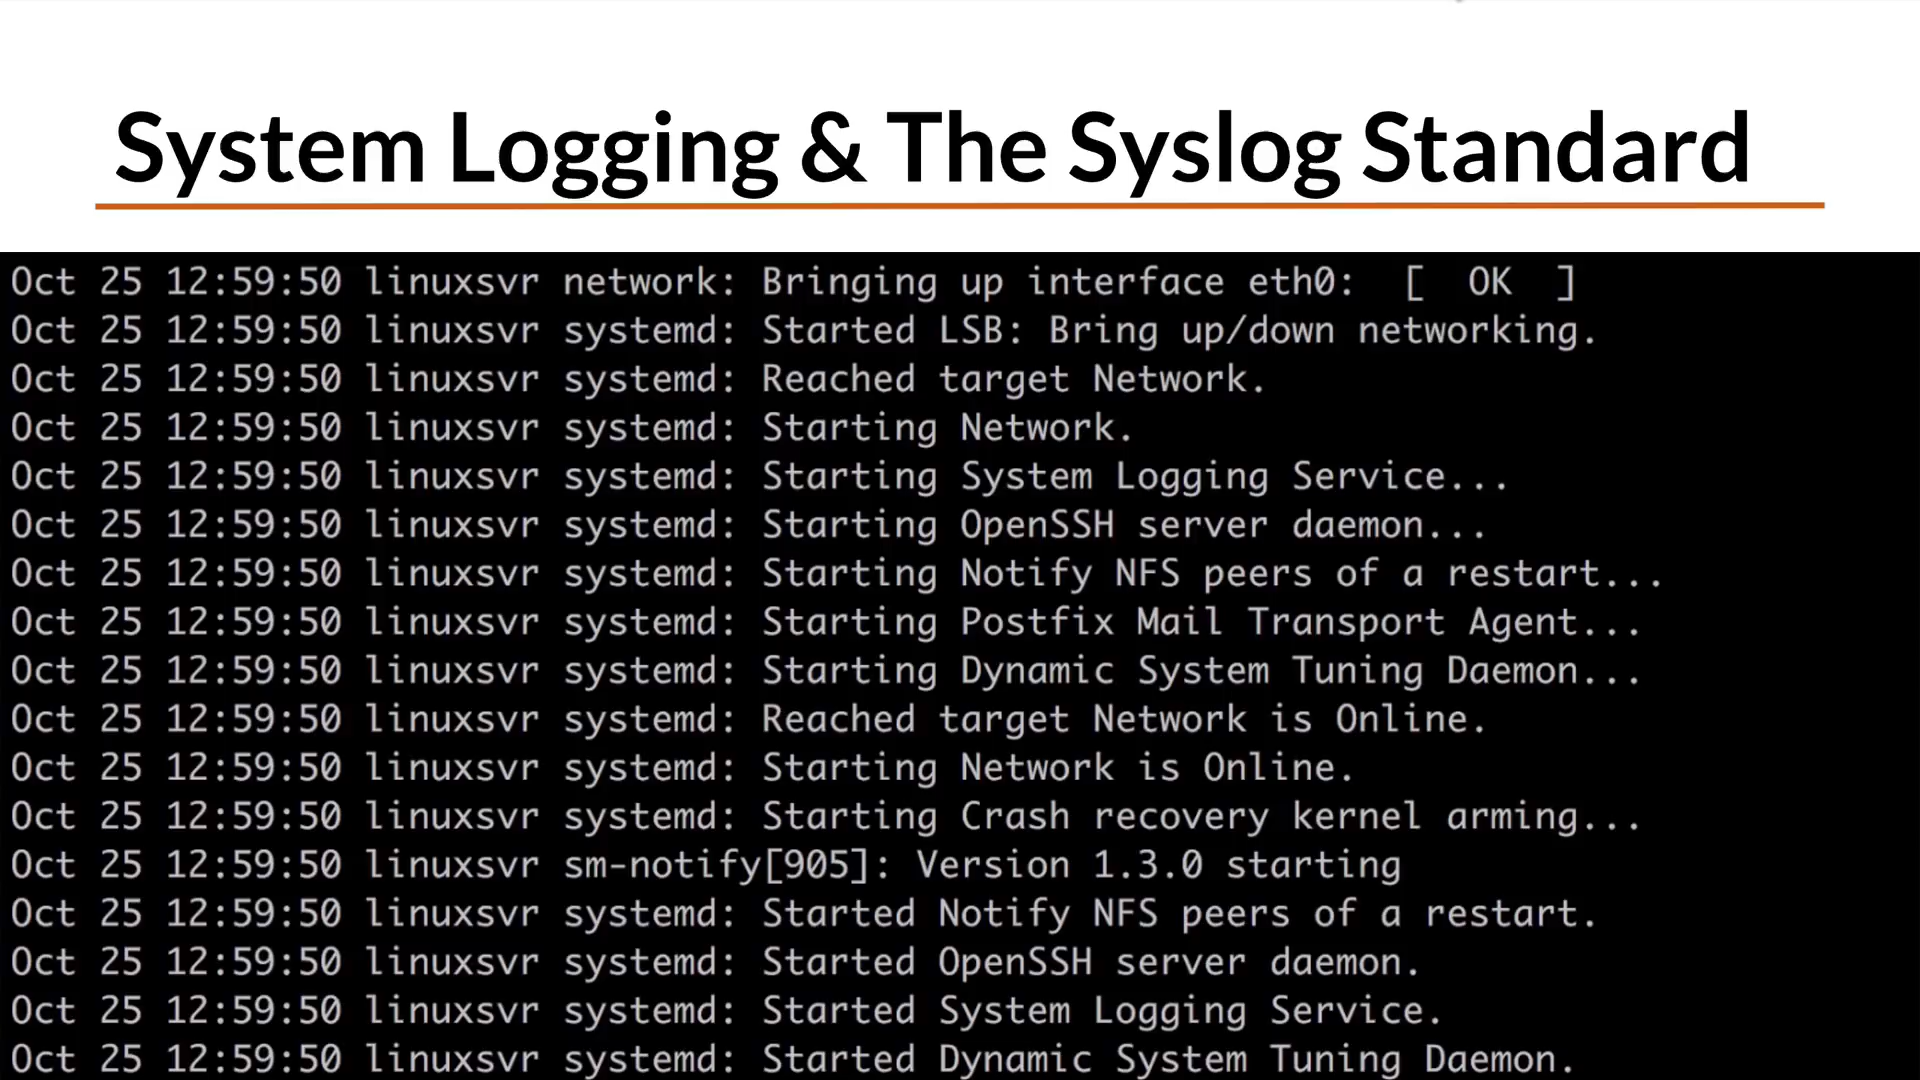 System Logging & The Syslog Standard
Oct 25 12:59:50 linuxsvr network: Bringing up interface eth0:  [  OK  ]
Oct 25 12:59:50 linuxsvr systemd: Started LSB: Bring up/down networking.
Oct 25 12:59:50 linuxsvr systemd: Reached target Network.
Oct 25 12:59:50 linuxsvr systemd: Starting Network.
Oct 25 12:59:50 linuxsvr systemd: Starting System Logging Service...
Oct 25 12:59:50 linuxsvr systemd: Starting OpenSSH server daemon...
Oct 25 12:59:50 linuxsvr systemd: Starting Notify NFS peers of a restart...
Oct 25 12:59:50 linuxsvr systemd: Starting Postfix Mail Transport Agent...
Oct 25 12:59:50 linuxsvr systemd: Starting Dynamic System Tuning Daemon...
Oct 25 12:59:50 linuxsvr systemd: Reached target Network is Online.
Oct 25 12:59:50 linuxsvr systemd: Starting Network is Online.
Oct 25 12:59:50 linuxsvr systemd: Starting Crash recovery kernel arming...
Oct 25 12:59:50 linuxsvr sm-notify[905]: Version 1.3.0 starting
Oct 25 12:59:50 linuxsvr systemd: Started Notify NFS peers of a restart.
Oct 25 12:59:50 linuxsvr systemd: Started OpenSSH server daemon.
Oct 25 12:59:50 linuxsvr systemd: Started System Logging Service.
Oct 25 12:59:50 linuxsvr systemd: Started Dynamic System Tuning Daemon.